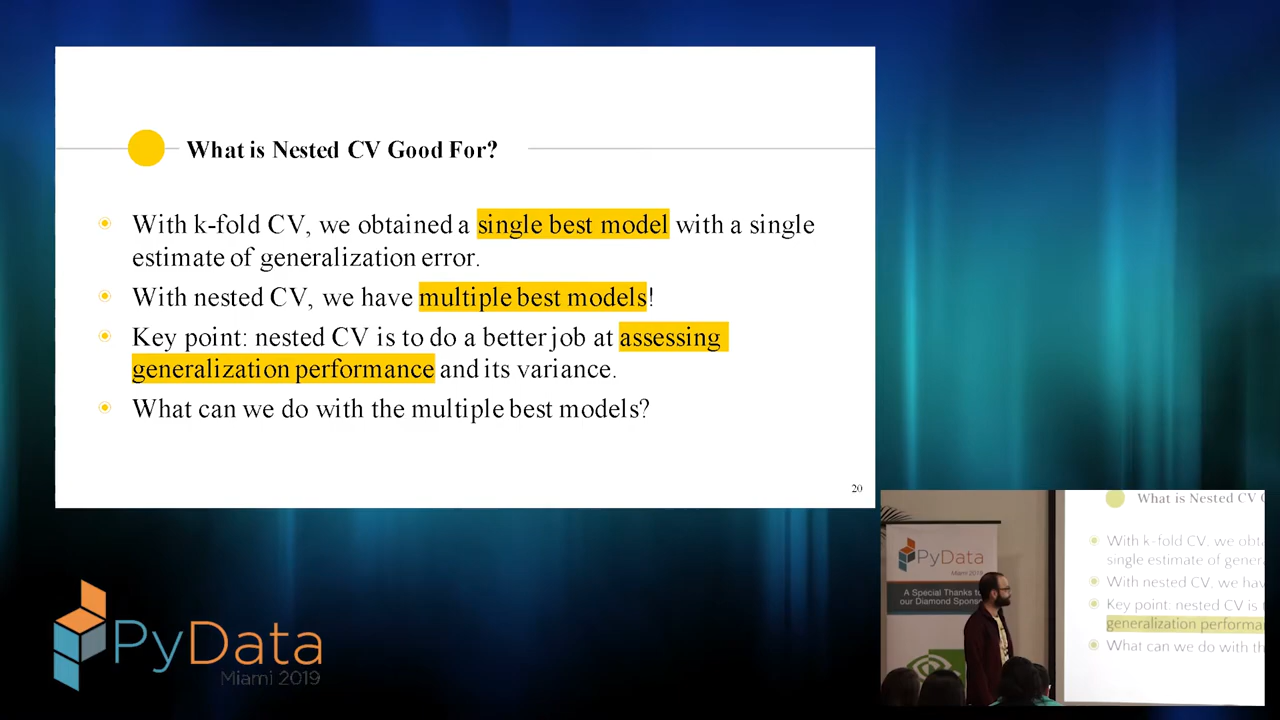 What is Nested CV Good For?
With k-fold CV, we obtained a single best model with a single
estimate of generalization error.
With nested CV, we have multiple best models!
Key point: nested CV is to do a better job at assessing
generalization performance and its variance.
What can we do with the multiple best models?
20
PyData
Miami 2019
PyData
Miami 2019
A Special Thanks to
our Diamond Spons
What is Nested CV
With k-fold CV, we obt
single estimate of gener
With nested CV, we hav
Key point: nested CV is
generalization performa
What can we do with th